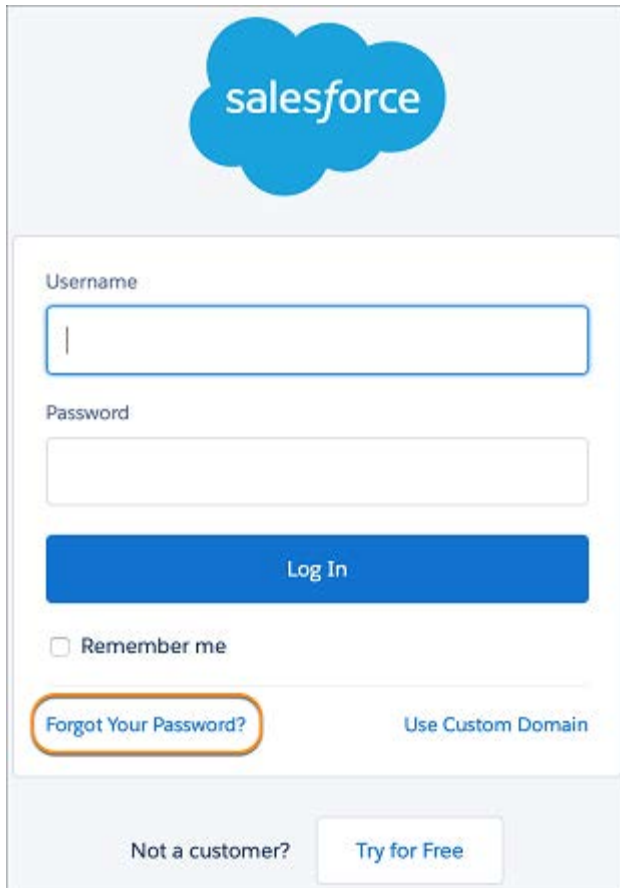 salesforce
Username
Password
Log In
Remember me
Forgot Your Password? Use Custom Domain
Not a customer? Try for Free